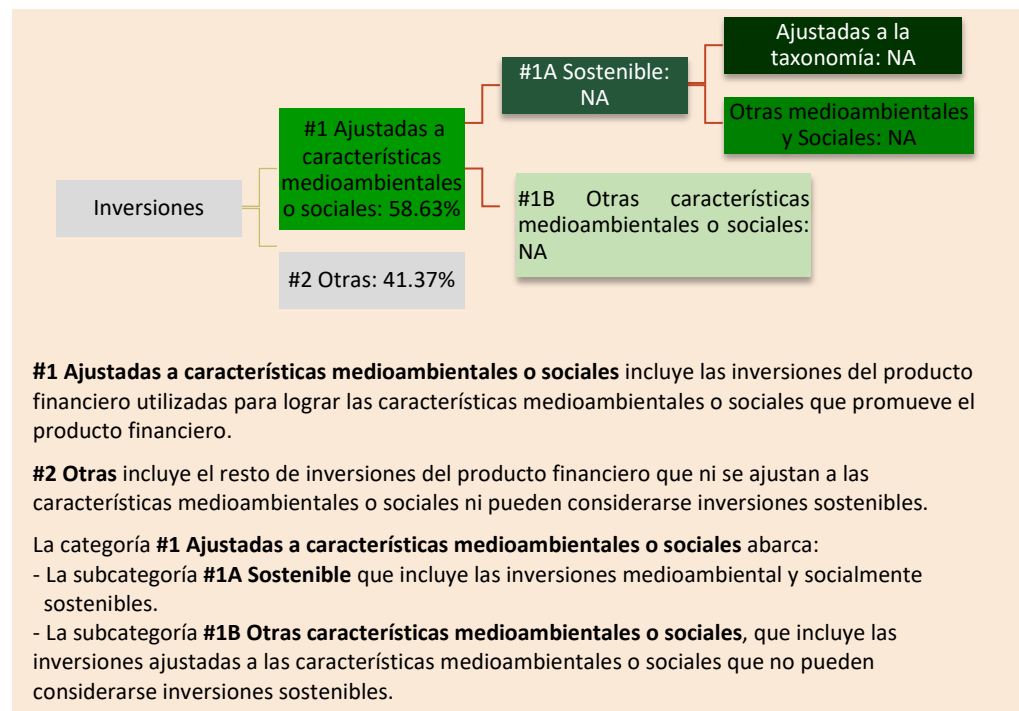 Inversiones
#1 Ajustadas a
características
medioambientales
o sociales: 58.63%
#2 Otras: 41.37%
#1A Sostenible:
NA
#1B Otras características
medioambientales o sociales:
NA
Ajustadas a la
taxonomía: NA
Otras medioambientales
y Sociales: NA
#1 Ajustadas a características medioambientales o sociales incluye las inversiones del producto
financiero utilizadas para lograr las características medioambientales o sociales que promueve el
producto financiero.
#2 Otras incluye el resto de inversiones del producto financiero que ni se ajustan a las
características medioambientales o sociales ni pueden considerarse inversiones sostenibles.
La categoría #1 Ajustadas a características medioambientales o sociales abarca:
- La subcategoría #1A Sostenible que incluye las inversiones medioambiental y socialmente
sostenibles.
- La subcategoría #1B Otras características medioambientales o sociales, que incluye las
inversiones ajustadas a las características medioambientales o sociales que no pueden
considerarse inversiones sostenibles.